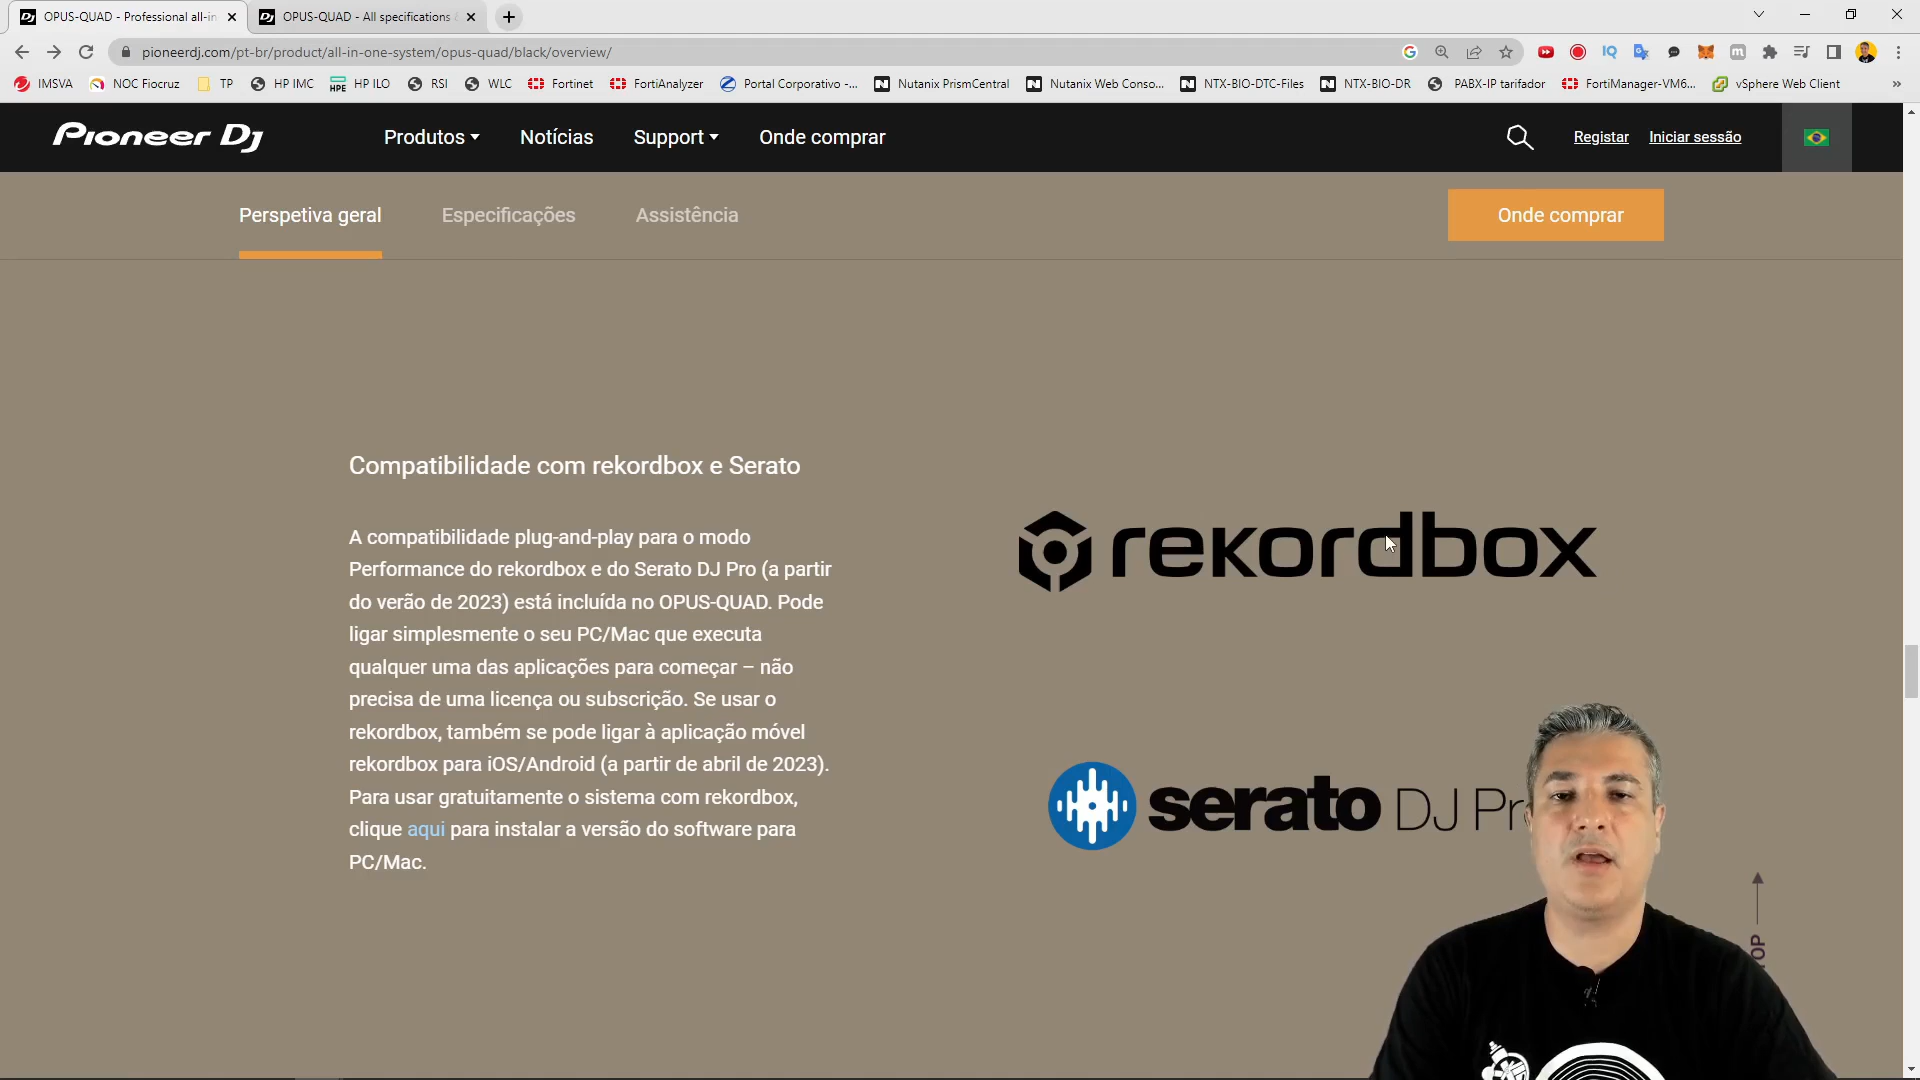 OPUS-QUAD - Professional all-in
OPUS-QUAD - All specifications
pioneerdj.com/pt-br/product/all-in-one-system/opus-quad/black/overview/
IMSVA NOC Fiocruz TP HP IMC HP ILO RSI WLC Fortinet FortiAnalyzer Portal Corporativo -... Nutanix PrismCentral Nutanix Web Conso... NTX-BIO-DTC-Files NTX-BIO-DR PABX-IP tarifador FortiManager-VM6... vSphere Web Client
Pioneer Dj Produtos Notícias Support Onde comprar Registar Iniciar sessão
Perspetiva geral Especificações Assistência Onde comprar
Compatibilidade com rekordbox e Serato
A compatibilidade plug-and-play para o modo
Performance do rekordbox e do Serato DJ Pro (a partir
do verão de 2023) está incluída no OPUS-QUAD. Pode
ligar simplesmente o seu PC/Mac que executa
qualquer uma das aplicações para começar – não
precisa de uma licença ou subscrição. Se usar o
rekordbox, também se pode ligar à aplicação móvel
rekordbox para iOS/Android (a partir de abril de 2023).
Para usar gratuitamente o sistema com rekordbox,
clique aqui para instalar a versão do software para
PC/Mac.
rekordbox
serato DJ Pr